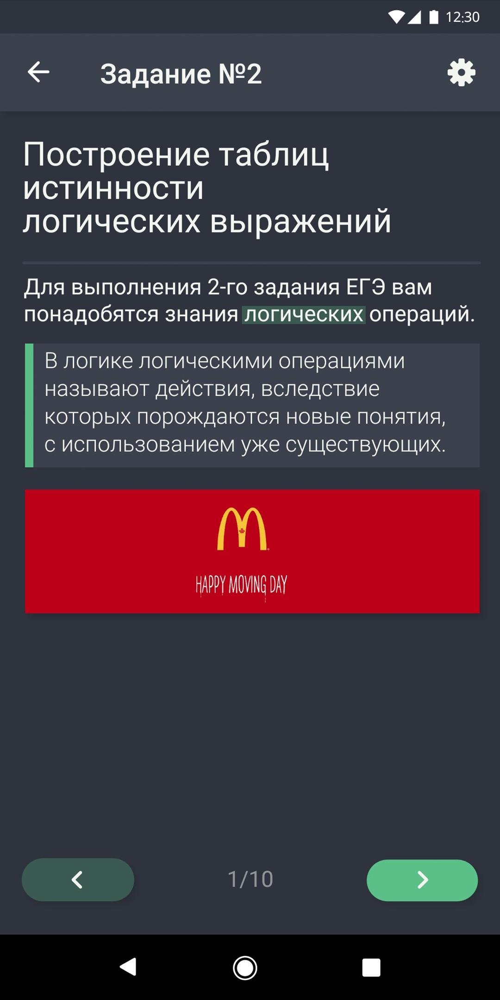 12:30
Задание №2
Построение таблиц
истинности
логических выражений
Для выполнения 2-го задания ЕГЭ вам
понадобятся знания логических операций.
В логике логическими операциями
называют действия, вследствие
которых порождаются новые понятия,
с использованием уже существующих.
HAPPY MOVING DAY
1/10